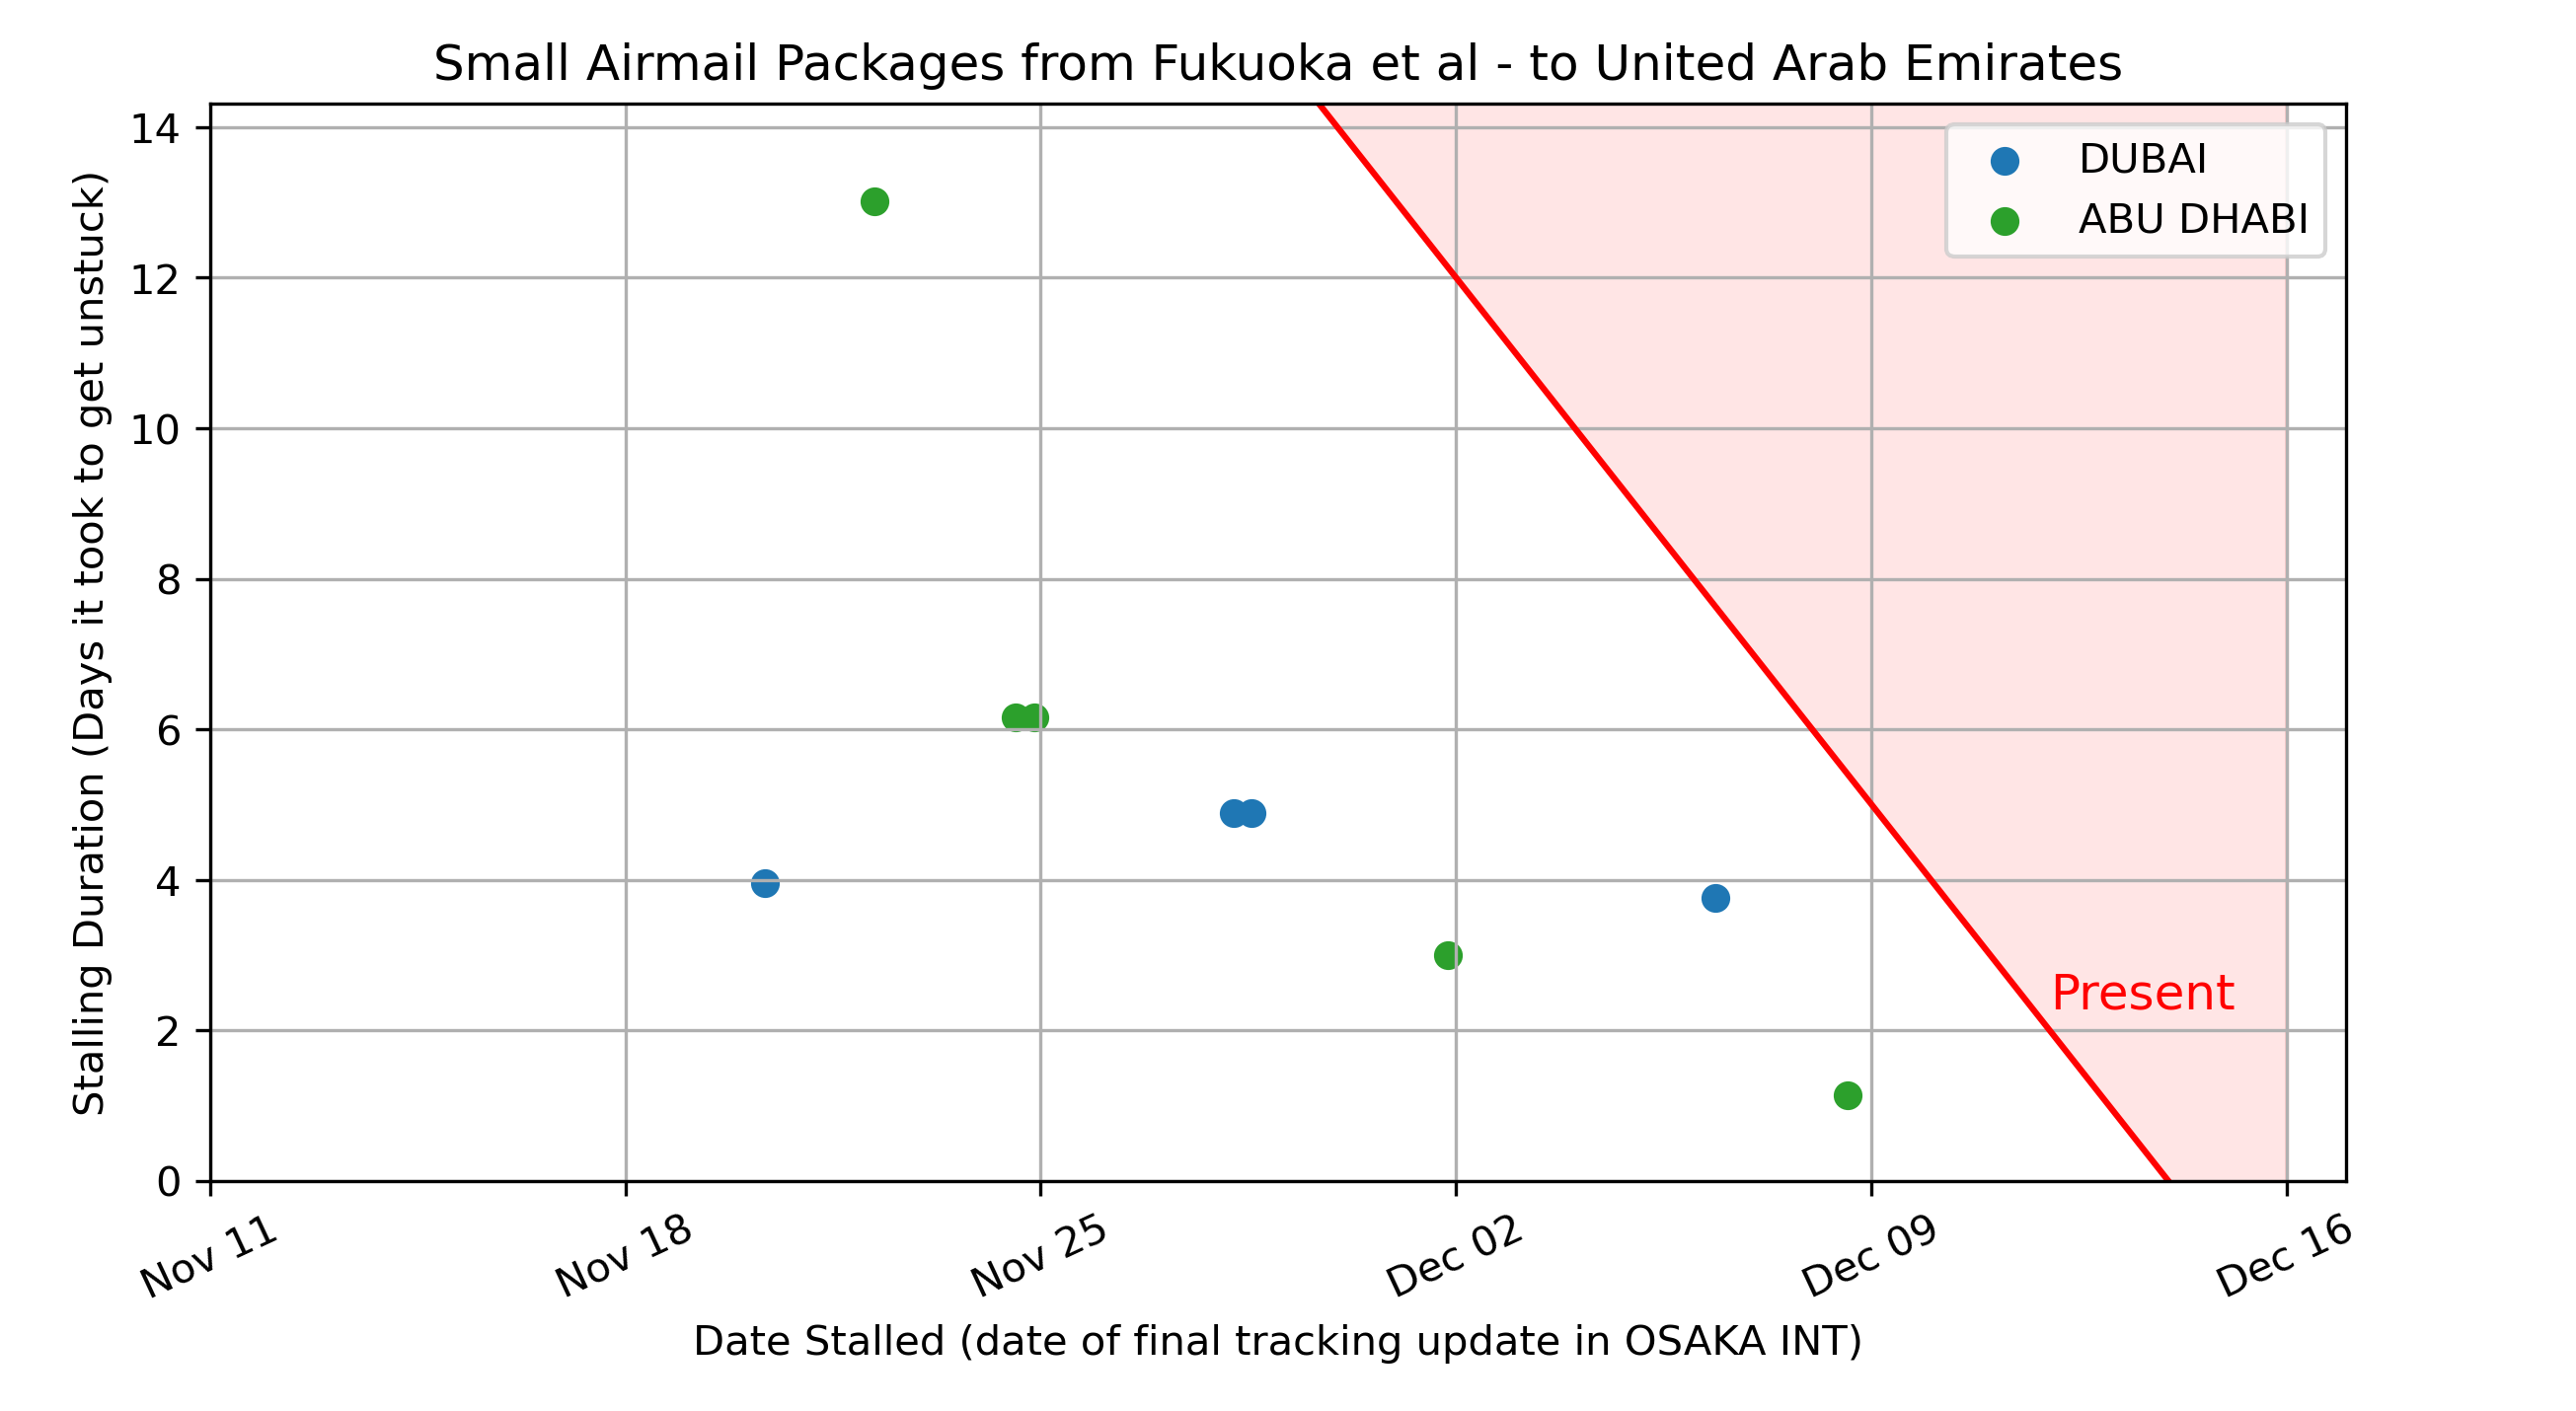 Small Airmail Packages from Fukuoka et al - to United Arab Emirates
Stalling Duration (Days it took to get unstuck)
14
12
10
8
6
4
2
0
DUBAI
ABU DHABI
Present
Nov 11
Nov 18
Nov 25
Dec 02
Dec 09
Dec 16
Date Stalled (date of final tracking update in OSAKA INT)